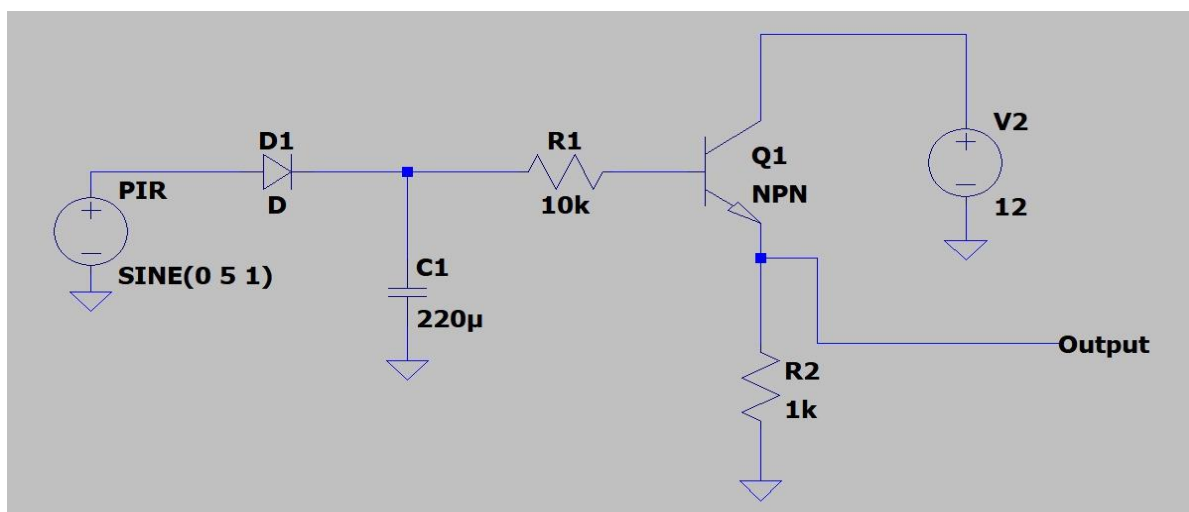 PIR
SINE(0 5 1)
D1
D
C1
220µ
R1
10k
Q1
NPN
R2
1k
V2
12
Output